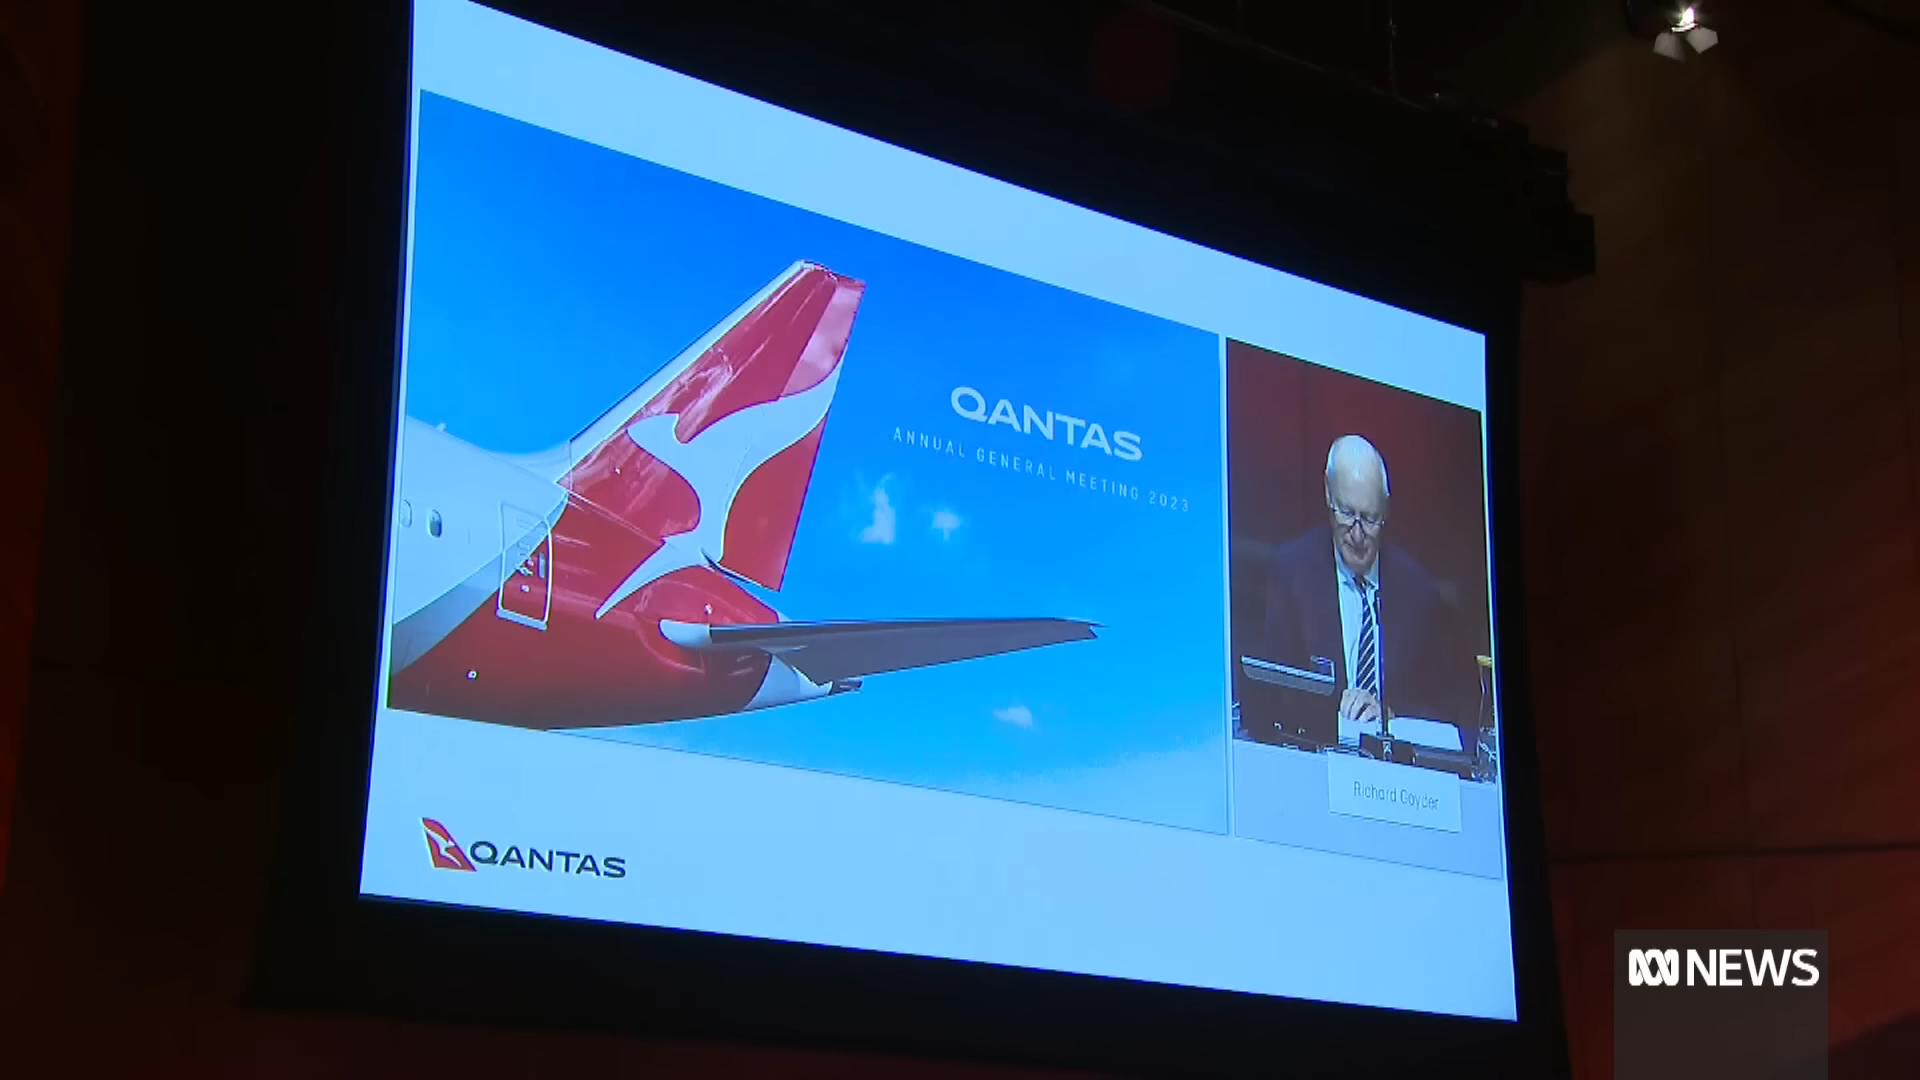 QANTAS
ANNUAL GENERAL MEETING 2023
Richard Goyder
QANTAS
NEWS